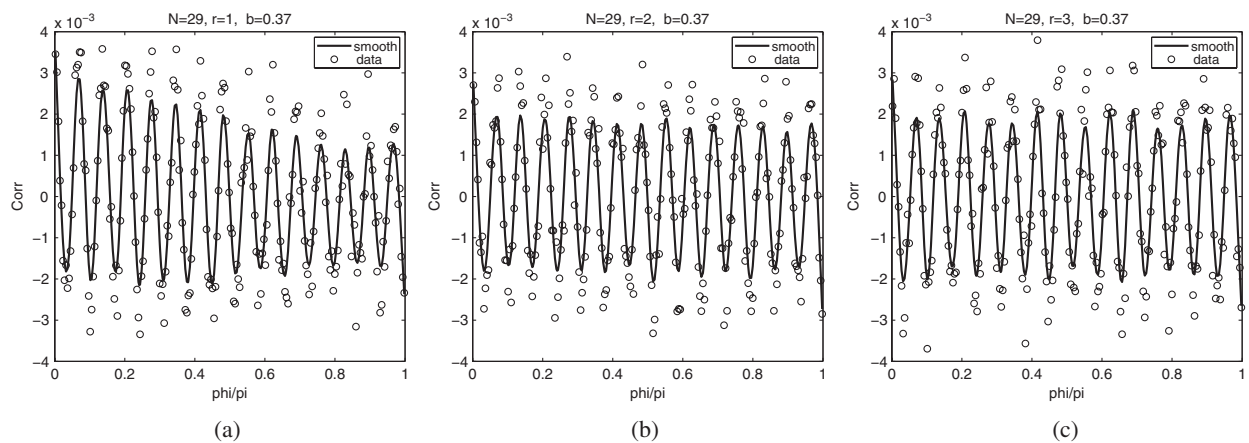 N=29, r=1, b=0.37
x 10⁻³
4
3
2
1
0
−1
−2
−3
−4
Corr
smooth
data
0 0.2 0.4 0.6 0.8 1
phi/pi
(a)
N=29, r=2, b=0.37
x 10⁻³
4
3
2
1
0
−1
−2
−3
−4
Corr
smooth
data
0 0.2 0.4 0.6 0.8 1
phi/pi
(b)
N=29, r=3, b=0.37
x 10⁻³
4
3
2
1
0
−1
−2
−3
−4
Corr
smooth
data
0 0.2 0.4 0.6 0.8 1
phi/pi
(c)